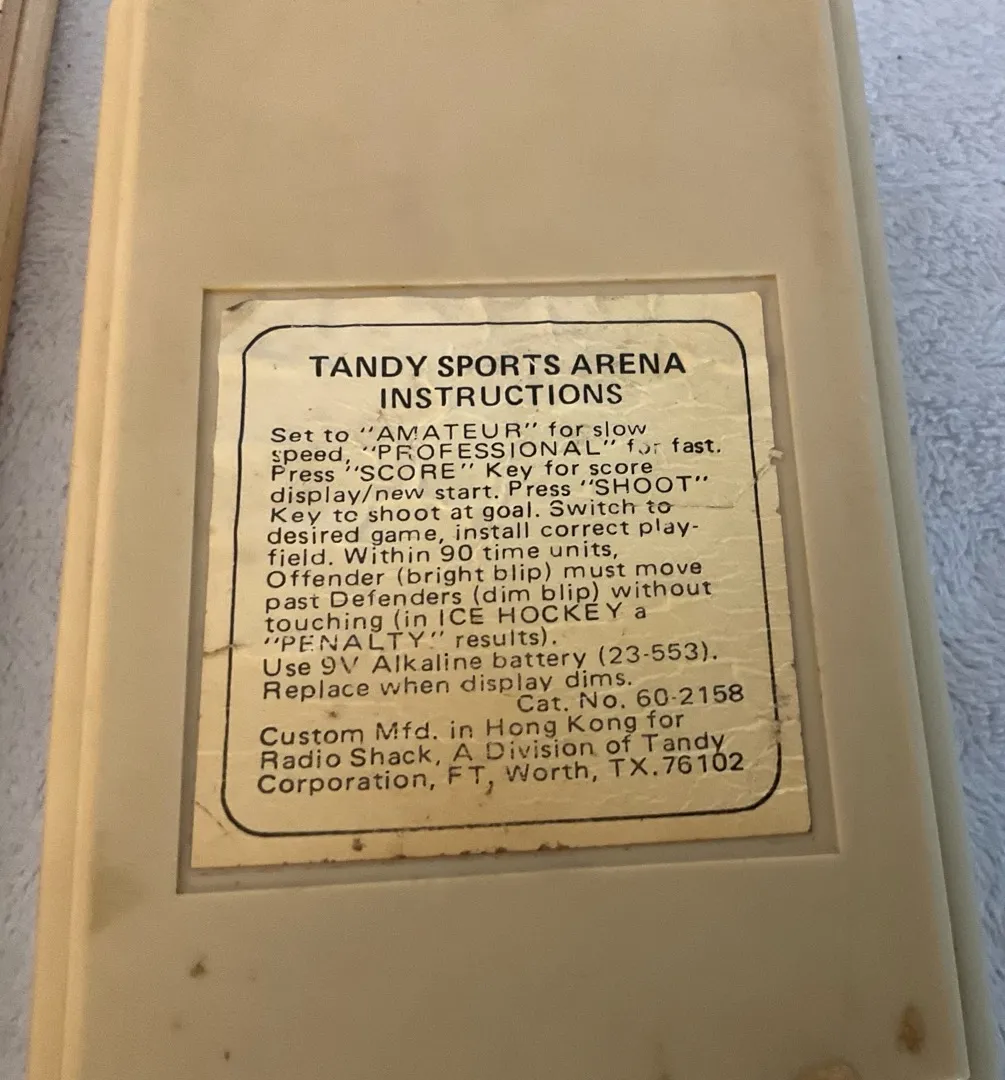 TANDY SPORTS ARENA
INSTRUCTIONS
Set to "AMATEUR" for slow
speed, "PROFESSIONAL" for fast.
Press "SCORE" Key for score
display/new start. Press "SHOOT"
Key to shoot at goal. Switch to
desired game, install correct play-
field. Within 90 time units,
Offender (bright blip) must move
past Defenders (dim blip) without
touching (in ICE HOCKEY a
"PENALTY" results).
Use 9V Alkaline battery (23-553).
Replace when display dims.
Cat. No. 60-2158
Custom Mfd. in Hong Kong for
Radio Shack, A Division of Tandy
Corporation, FT, Worth, TX.76102